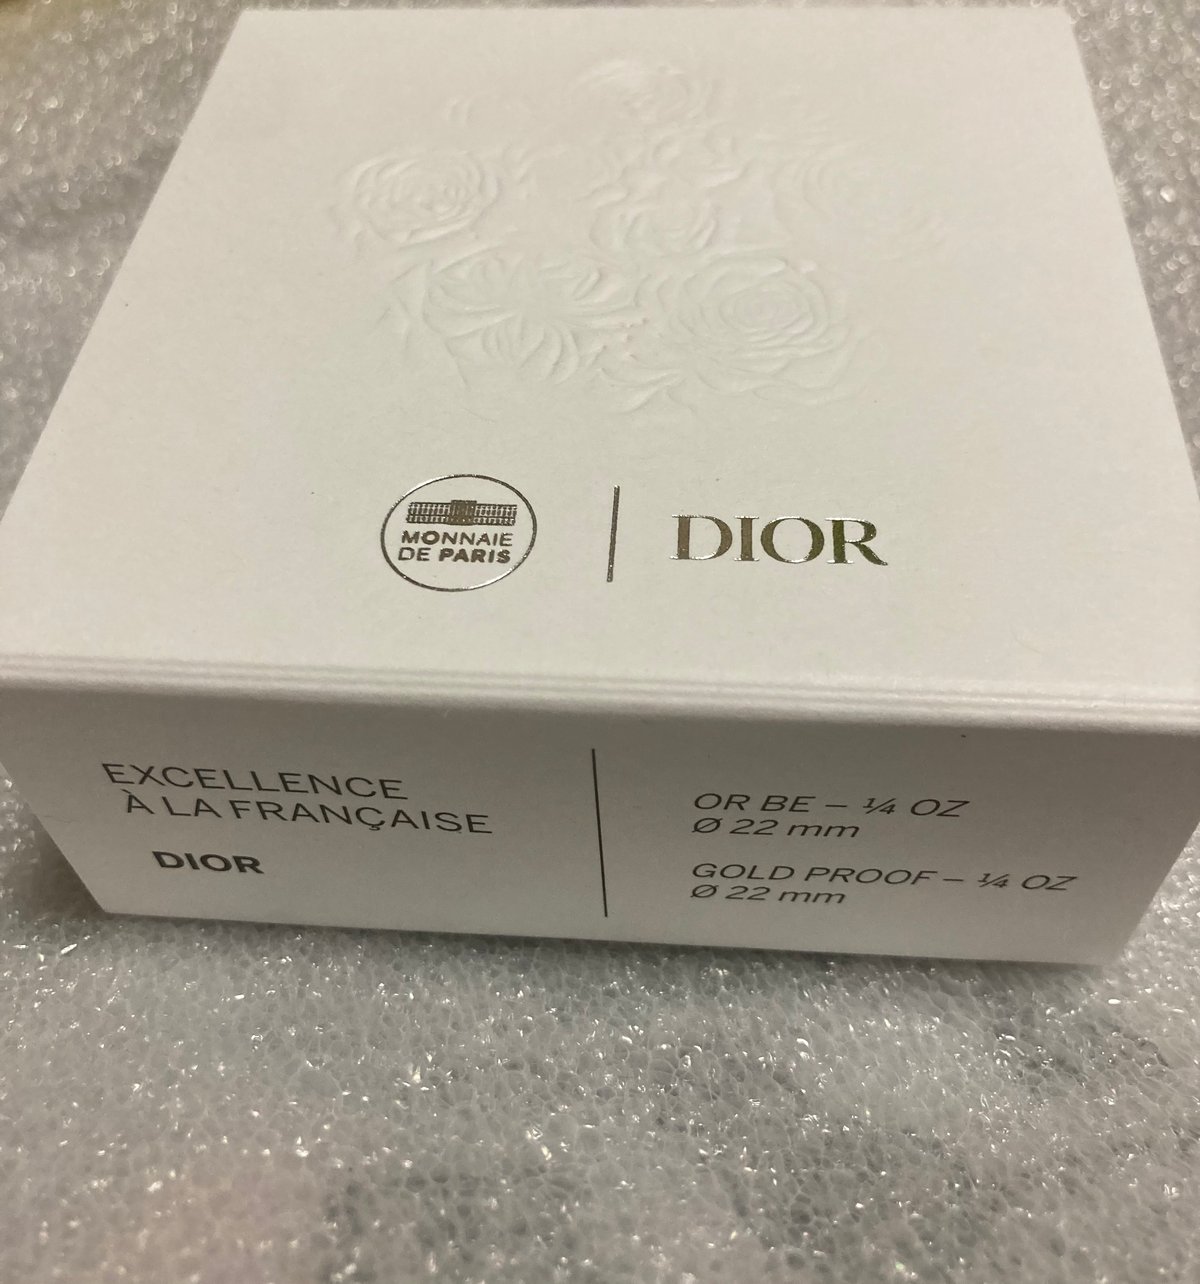 MONNAIE
DE PARIS
DIOR
EXCELLENCE
À LA FRANÇAISE
DIOR
OR BE – ¼ OZ
Ø 22 mm
GOLD PROOF – ¼ OZ
Ø 22 mm